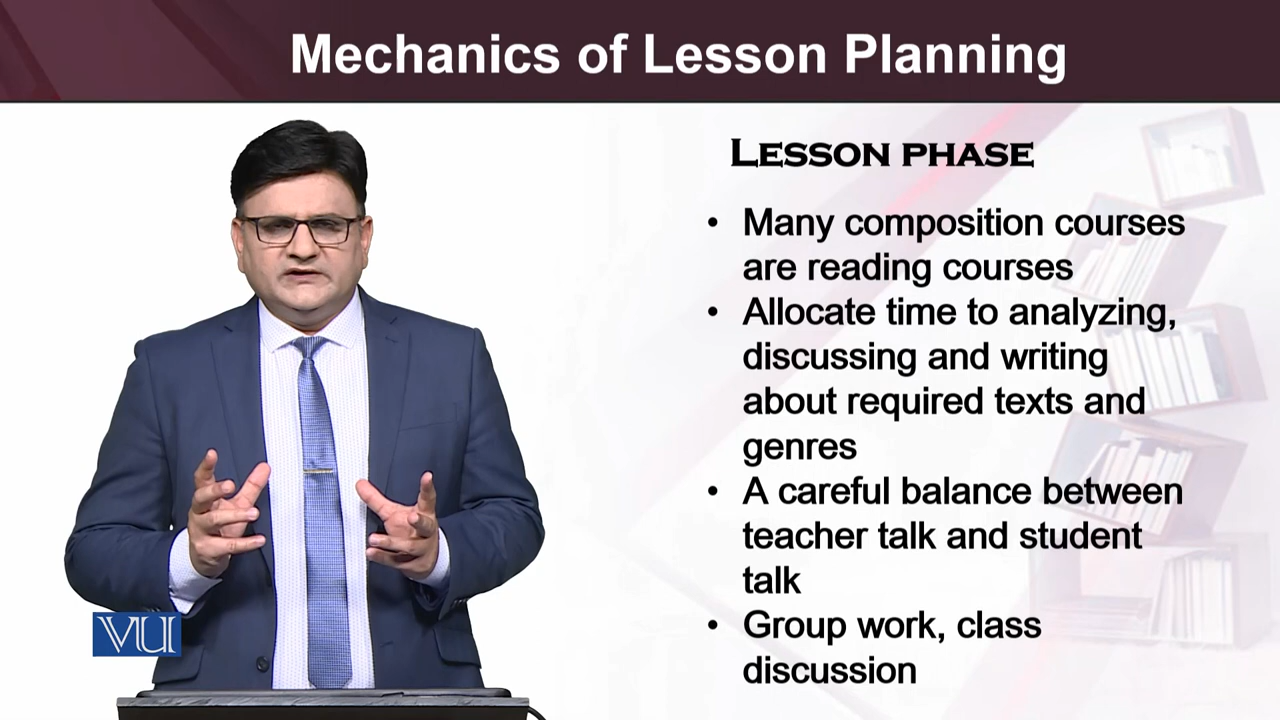 Mechanics of Lesson Planning
LESSON PHASE
• Many composition courses
are reading courses
• Allocate time to analyzing,
discussing and writing
about required texts and
genres
• A careful balance between
teacher talk and student
talk
• Group work, class
discussion
VU